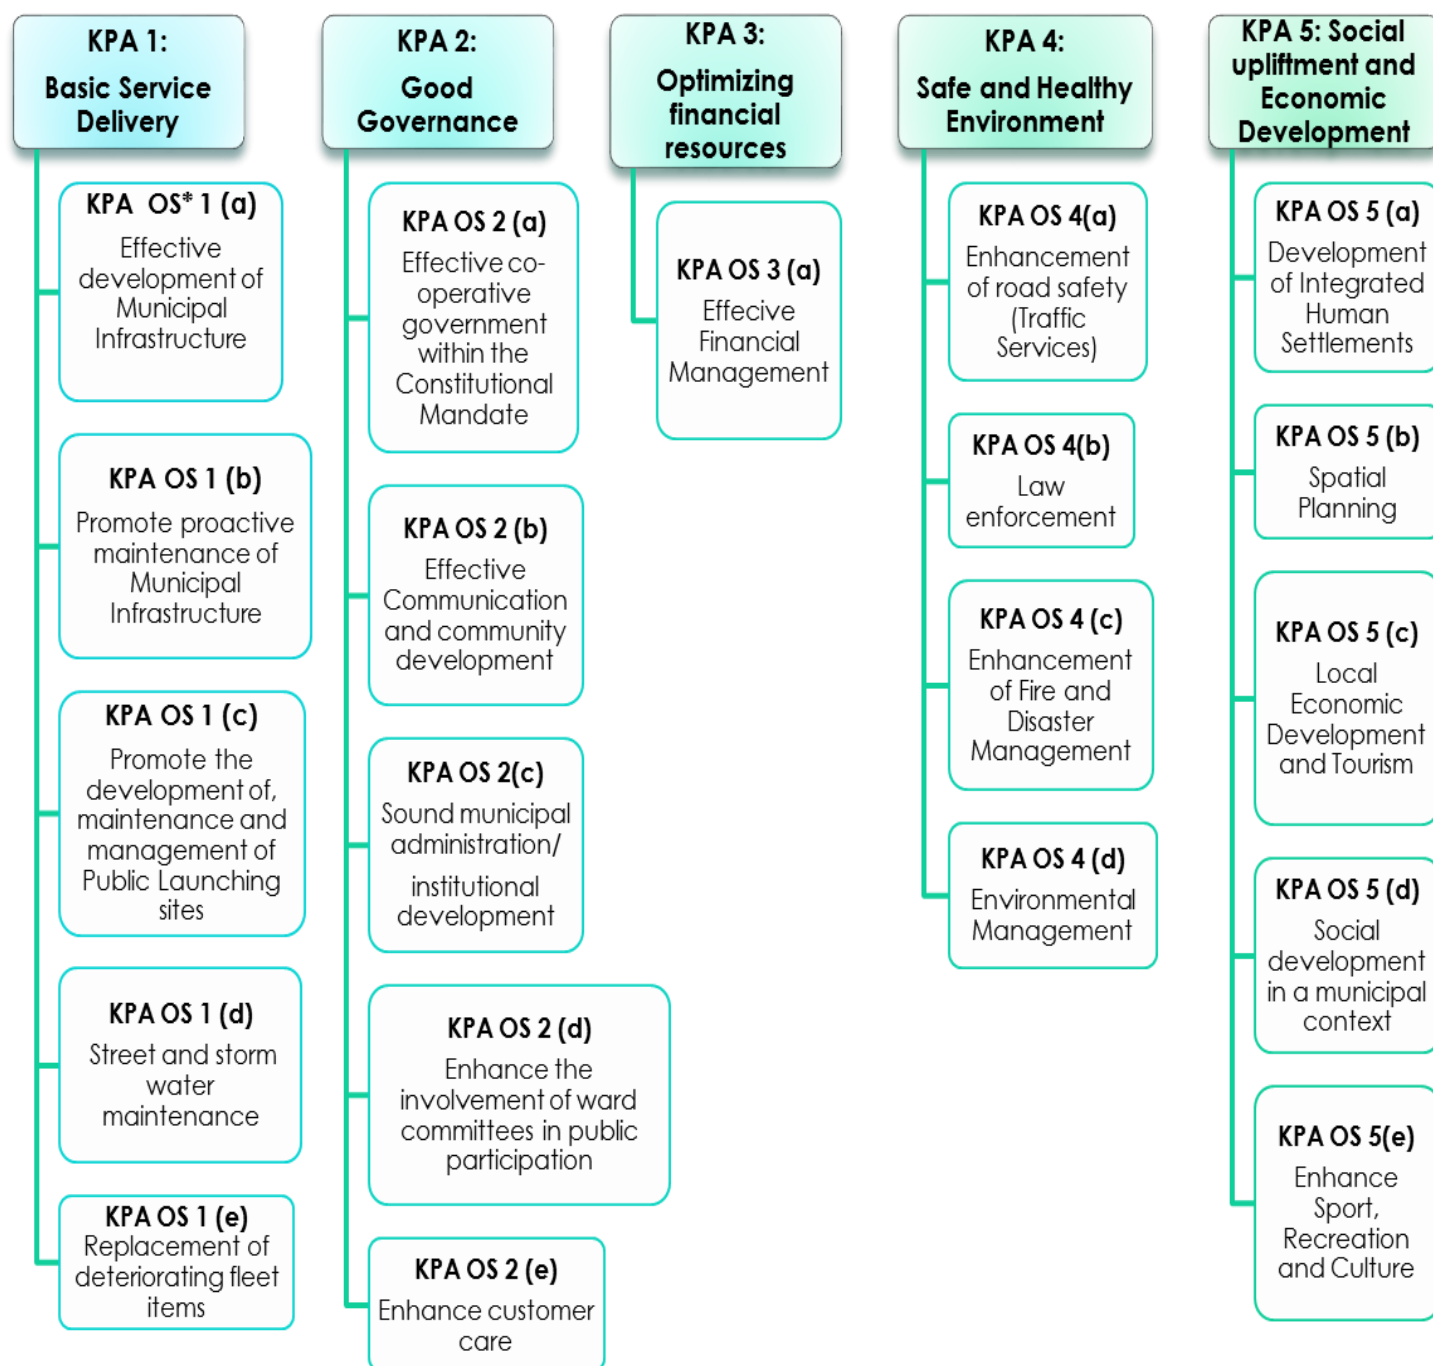 KPA 1:
Basic Service
Delivery
KPA  OS* 1 (a)
Effective
development of
Municipal
Infrastructure
KPA OS 1 (b)
Promote proactive
maintenance of
Municipal
Infrastructure
KPA OS 1 (c)
Promote the
development of,
maintenance and
management of
Public Launching
sites
KPA OS 1 (d)
Street and storm
water
maintenance
KPA OS 1 (e)
Replacement of
deteriorating fleet
items
KPA 2:
Good
Governance
KPA OS 2 (a)
Effective co-
operative
government
within the
Constitutional
Mandate
KPA OS 2 (b)
Effective
Communication
and community
development
KPA OS 2(c)
Sound municipal
administration/
institutional
development
KPA OS 2 (d)
Enhance the
involvement of ward
committees in public
participation
KPA OS 2 (e)
Enhance customer
care
KPA 3:
Optimizing
financial
resources
KPA OS 3 (a)
Effecive
Financial
Management
KPA 4:
Safe and Healthy
Environment
KPA OS 4(a)
Enhancement
of road safety
(Traffic
Services)
KPA OS 4(b)
Law
enforcement
KPA OS 4 (c)
Enhancement
of Fire and
Disaster
Management
KPA OS 4 (d)
Environmental
Management
KPA 5: Social
upliftment and
Economic
Development
KPA OS 5 (a)
Development
of Integrated
Human
Settlements
KPA OS 5 (b)
Spatial
Planning
KPA OS 5 (c)
Local
Economic
Development
and Tourism
KPA OS 5 (d)
Social
development
in a municipal
context
KPA OS 5(e)
Enhance
Sport,
Recreation
and Culture